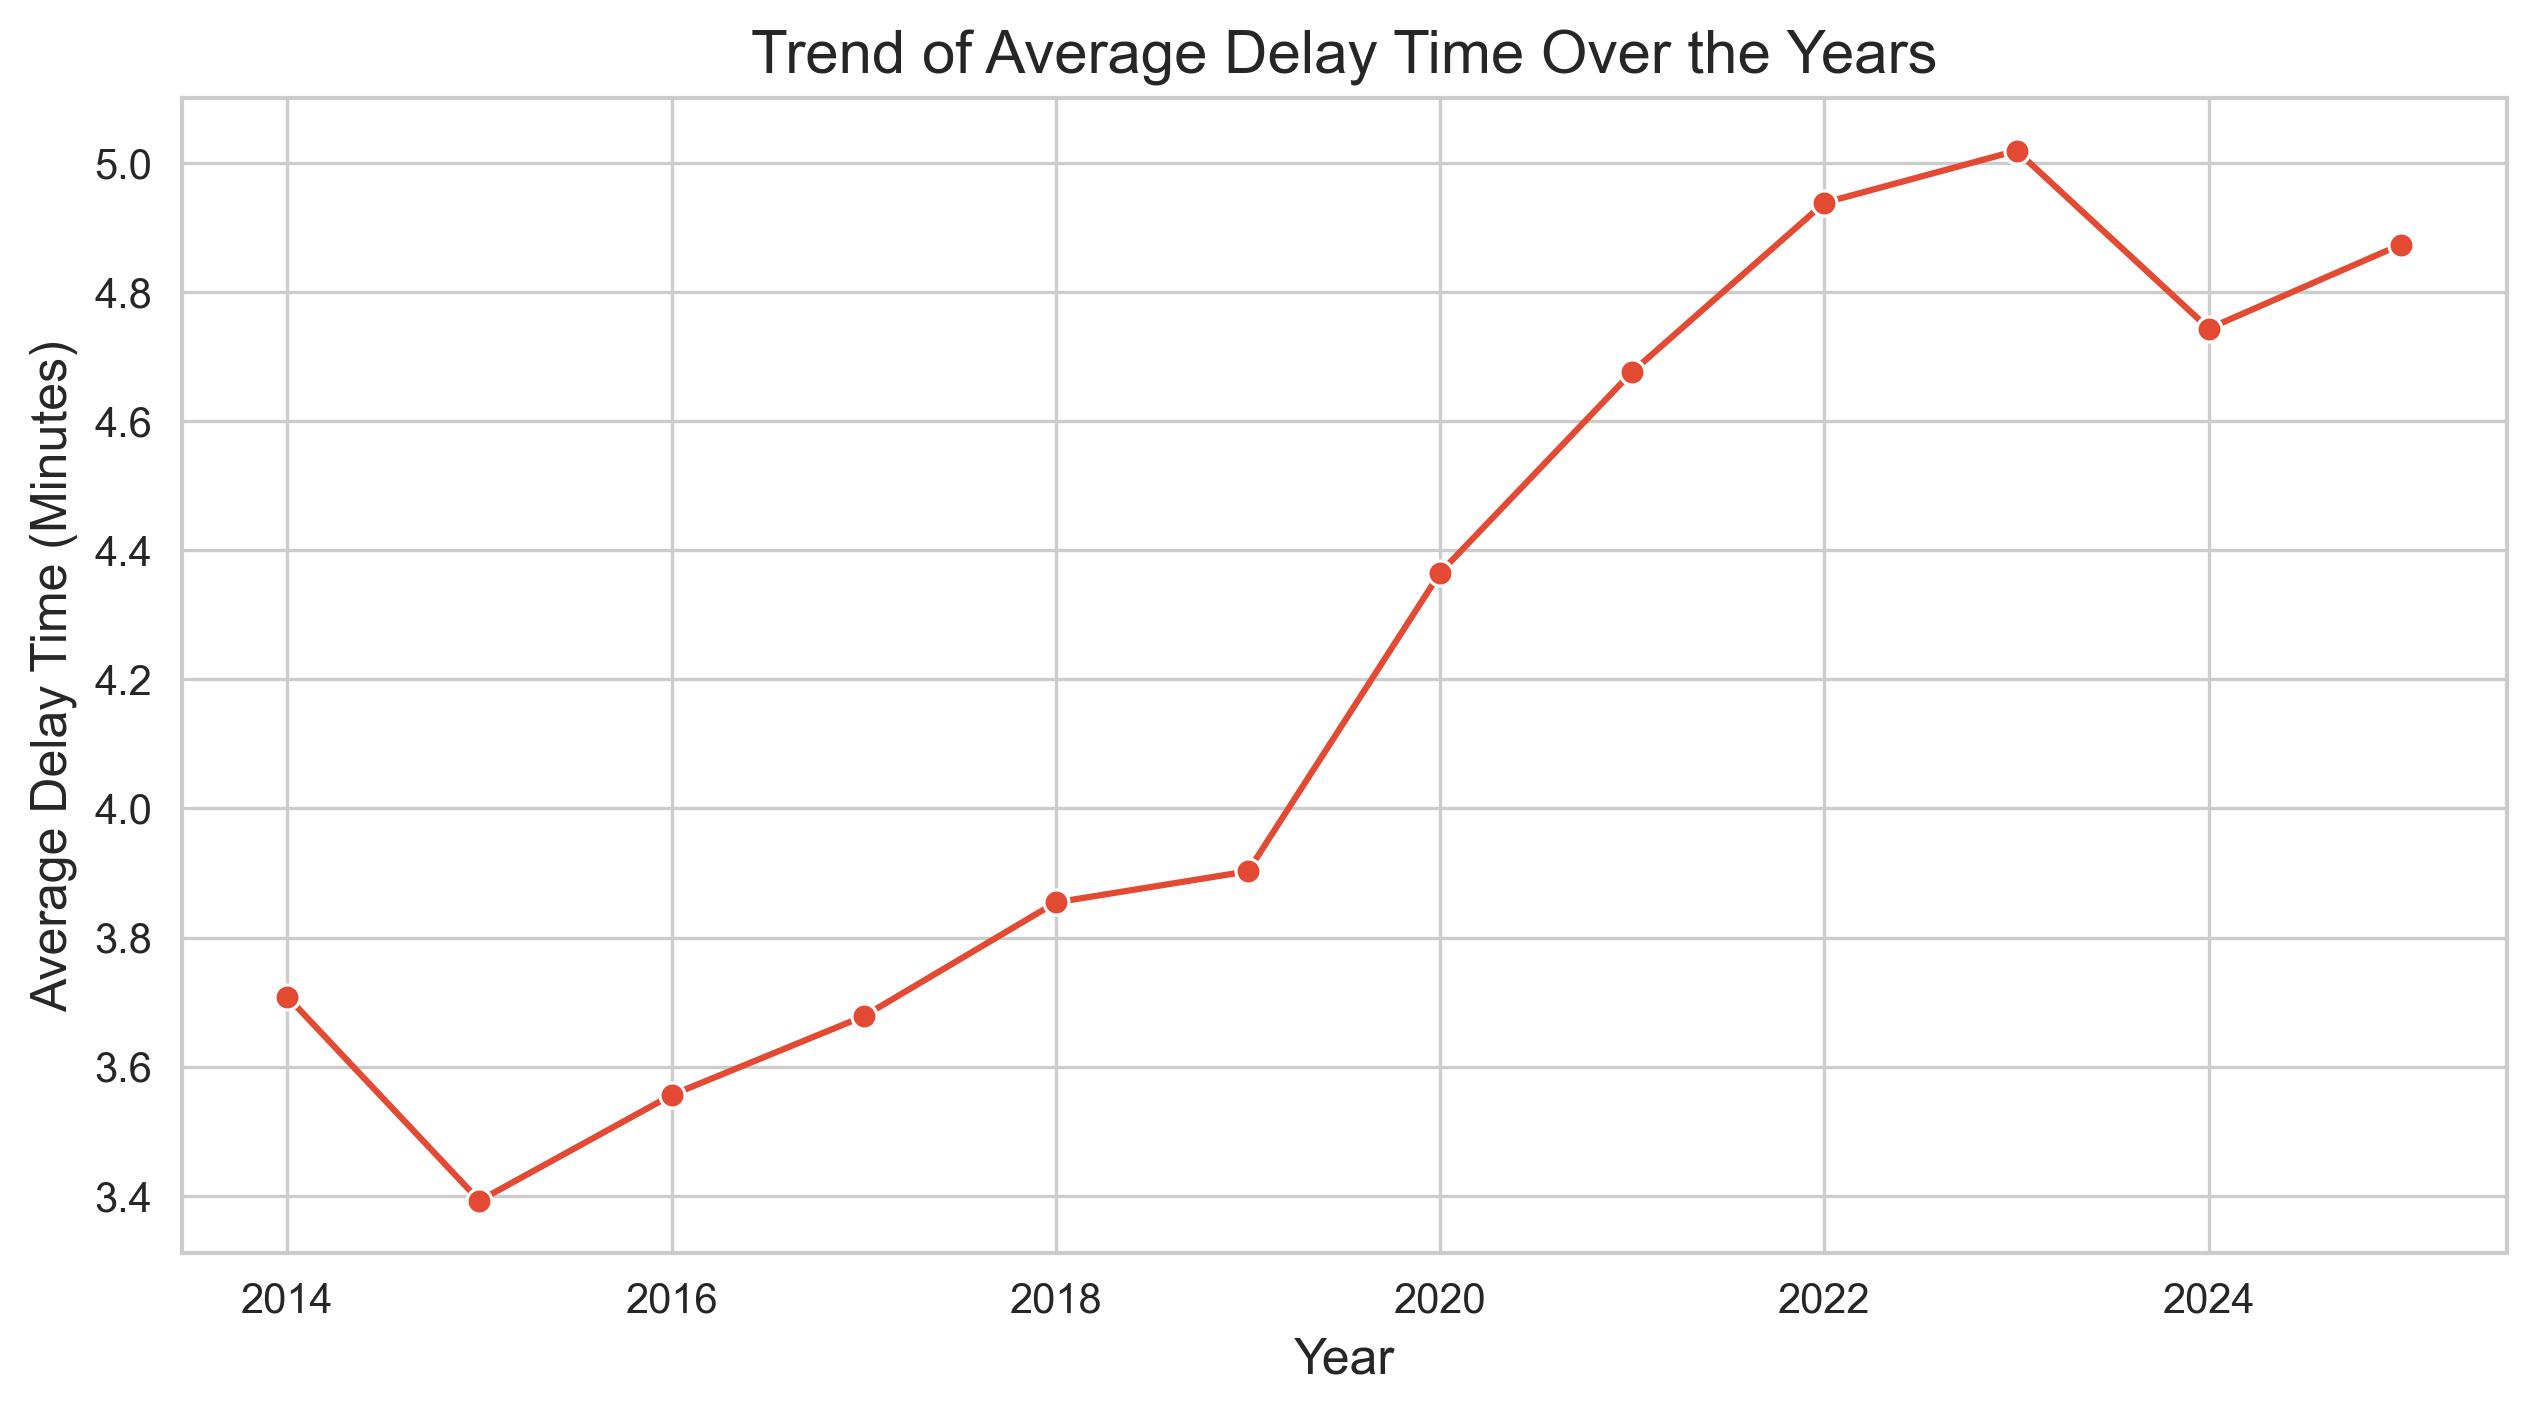 Trend of Average Delay Time Over the Years
Average Delay Time (Minutes)
5.0
4.8
4.6
4.4
4.2
4.0
3.8
3.6
3.4
2014 2016 2018 2020 2022 2024
Year